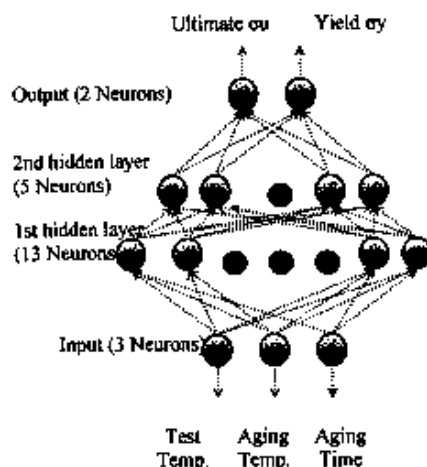 Ultimate σu Yield σy
Output (2 Neurons)
2nd hidden layer
(5 Neurons)
1st hidden layer
(13 Neurons)
Input (3 Neurons)
Test Aging Aging
Temp. Temp. Time